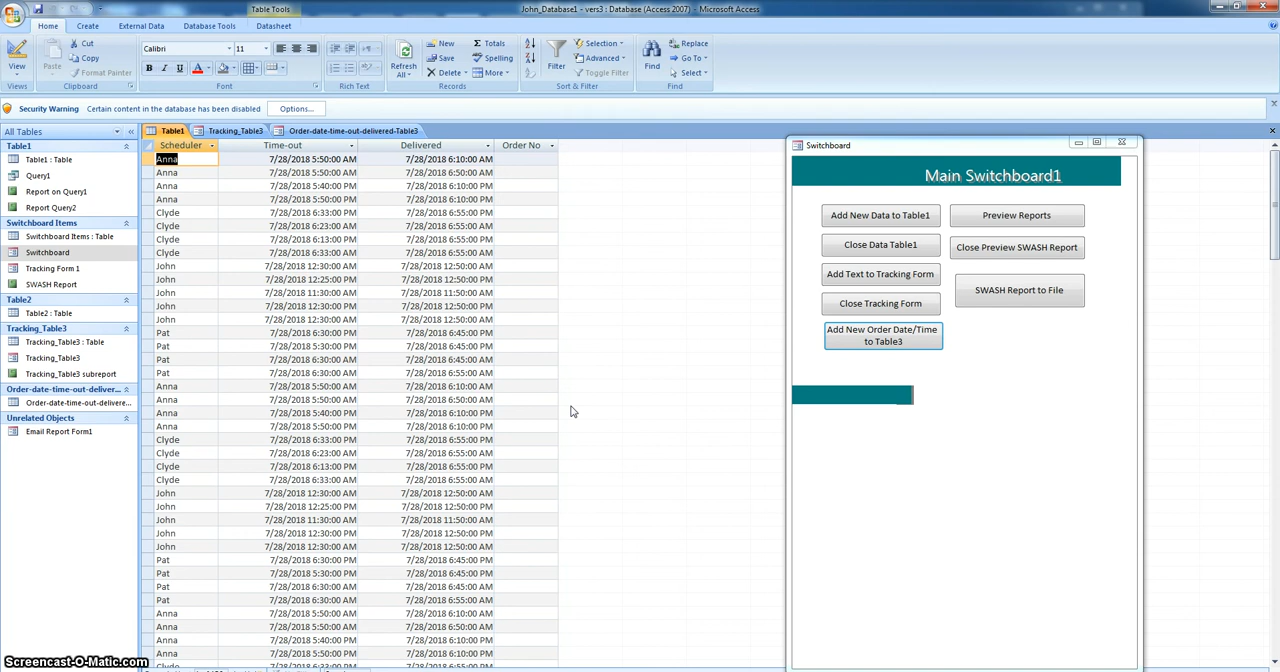 Table Tools
John_Database1 - vers3 : Database (Access 2007) - Microsoft Access
Home Create External Data Database Tools Datasheet
View
Views
Paste
Cut
Copy
Format Painter
Clipboard
Calibri 11
B I U A
Font
Rich Text
Refresh All
New Totals
Save Spelling
Delete More
Records
Filter
Selection
Advanced
Toggle Filter
Sort & Filter
Find
Replace
Go To
Select
Find
Security Warning Certain content in the database has been disabled Options...
All Tables
Table1
Table1 : Table
Query1
Report on Query1
Report Query2
Switchboard Items
Switchboard Items : Table
Switchboard
Tracking Form 1
SWASH Report
Table2
Table2 : Table
Tracking_Table3
Tracking_Table3 : Table
Tracking_Table3
Tracking_Table3 subreport
Order-date-time-out-deliver...
Order-date-time-out-delivere...
Unrelated Objects
Email Report Form1
Table1 Tracking_Table3 Order-date-time-out-delivered-Table3
Scheduler Time-out Delivered Order No
Anna 7/28/2018 5:50:00 AM 7/28/2018 6:10:00 AM
Anna 7/28/2018 5:50:00 AM 7/28/2018 6:50:00 AM
Anna 7/28/2018 5:40:00 PM 7/28/2018 6:10:00 PM
Anna 7/28/2018 5:50:00 PM 7/28/2018 6:10:00 PM
Clyde 7/28/2018 6:33:00 PM 7/28/2018 6:55:00 PM
Clyde 7/28/2018 6:23:00 PM 7/28/2018 6:55:00 PM
Clyde 7/28/2018 6:13:00 PM 7/28/2018 6:55:00 PM
Clyde 7/28/2018 6:33:00 PM 7/28/2018 6:55:00 PM
John 7/28/2018 12:30:00 AM 7/28/2018 12:50:00 AM
John 7/28/2018 12:25:00 PM 7/28/2018 12:50:00 AM
John 7/28/2018 11:30:00 AM 7/28/2018 11:50:00 AM
John 7/28/2018 12:30:00 PM 7/28/2018 12:50:00 AM
John 7/28/2018 12:30:00 PM 7/28/2018 12:50:00 AM
Pat 7/28/2018 6:30:00 PM 7/28/2018 6:45:00 PM
Pat 7/28/2018 5:30:00 PM 7/28/2018 6:45:00 PM
Pat 7/28/2018 6:30:00 PM 7/28/2018 6:45:00 PM
Pat 7/28/2018 6:30:00 PM 7/28/2018 6:55:00 PM
Anna 7/28/2018 5:50:00 AM 7/28/2018 6:10:00 AM
Anna 7/28/2018 5:50:00 AM 7/28/2018 6:50:00 AM
Anna 7/28/2018 5:40:00 PM 7/28/2018 6:10:00 PM
Anna 7/28/2018 5:50:00 PM 7/28/2018 6:10:00 PM
Clyde 7/28/2018 6:33:00 PM 7/28/2018 6:55:00 PM
Clyde 7/28/2018 6:23:00 PM 7/28/2018 6:55:00 PM
Clyde 7/28/2018 6:13:00 PM 7/28/2018 6:55:00 PM
Clyde 7/28/2018 6:33:00 PM 7/28/2018 6:55:00 PM
John 7/28/2018 12:30:00 AM 7/28/2018 12:50:00 AM
John 7/28/2018 12:25:00 PM 7/28/2018 12:50:00 AM
John 7/28/2018 11:30:00 AM 7/28/2018 11:50:00 AM
John 7/28/2018 12:30:00 PM 7/28/2018 12:50:00 AM
John 7/28/2018 12:30:00 PM 7/28/2018 12:50:00 AM
Pat 7/28/2018 6:30:00 PM 7/28/2018 6:45:00 PM
Pat 7/28/2018 5:30:00 PM 7/28/2018 6:45:00 PM
Pat 7/28/2018 6:30:00 PM 7/28/2018 6:45:00 PM
Pat 7/28/2018 6:30:00 PM 7/28/2018 6:55:00 PM
Anna 7/28/2018 5:50:00 AM 7/28/2018 6:10:00 AM
Anna 7/28/2018 5:50:00 AM 7/28/2018 6:50:00 AM
Anna 7/28/2018 5:40:00 PM 7/28/2018 6:10:00 PM
Anna 7/28/2018 5:50:00 PM 7/28/2018 6:10:00 PM
Clyde 7/28/2018 6:33:00 PM 7/28/2018 6:55:00 PM
Switchboard
Main Switchboard1
Add New Data to Table1 Preview Reports
Close Data Table1 Close Preview SWASH Report
Add Text to Tracking Form SWASH Report to File
Close Tracking Form
Add New Order Date/Time
to Table3
Screencast-O-Matic.com